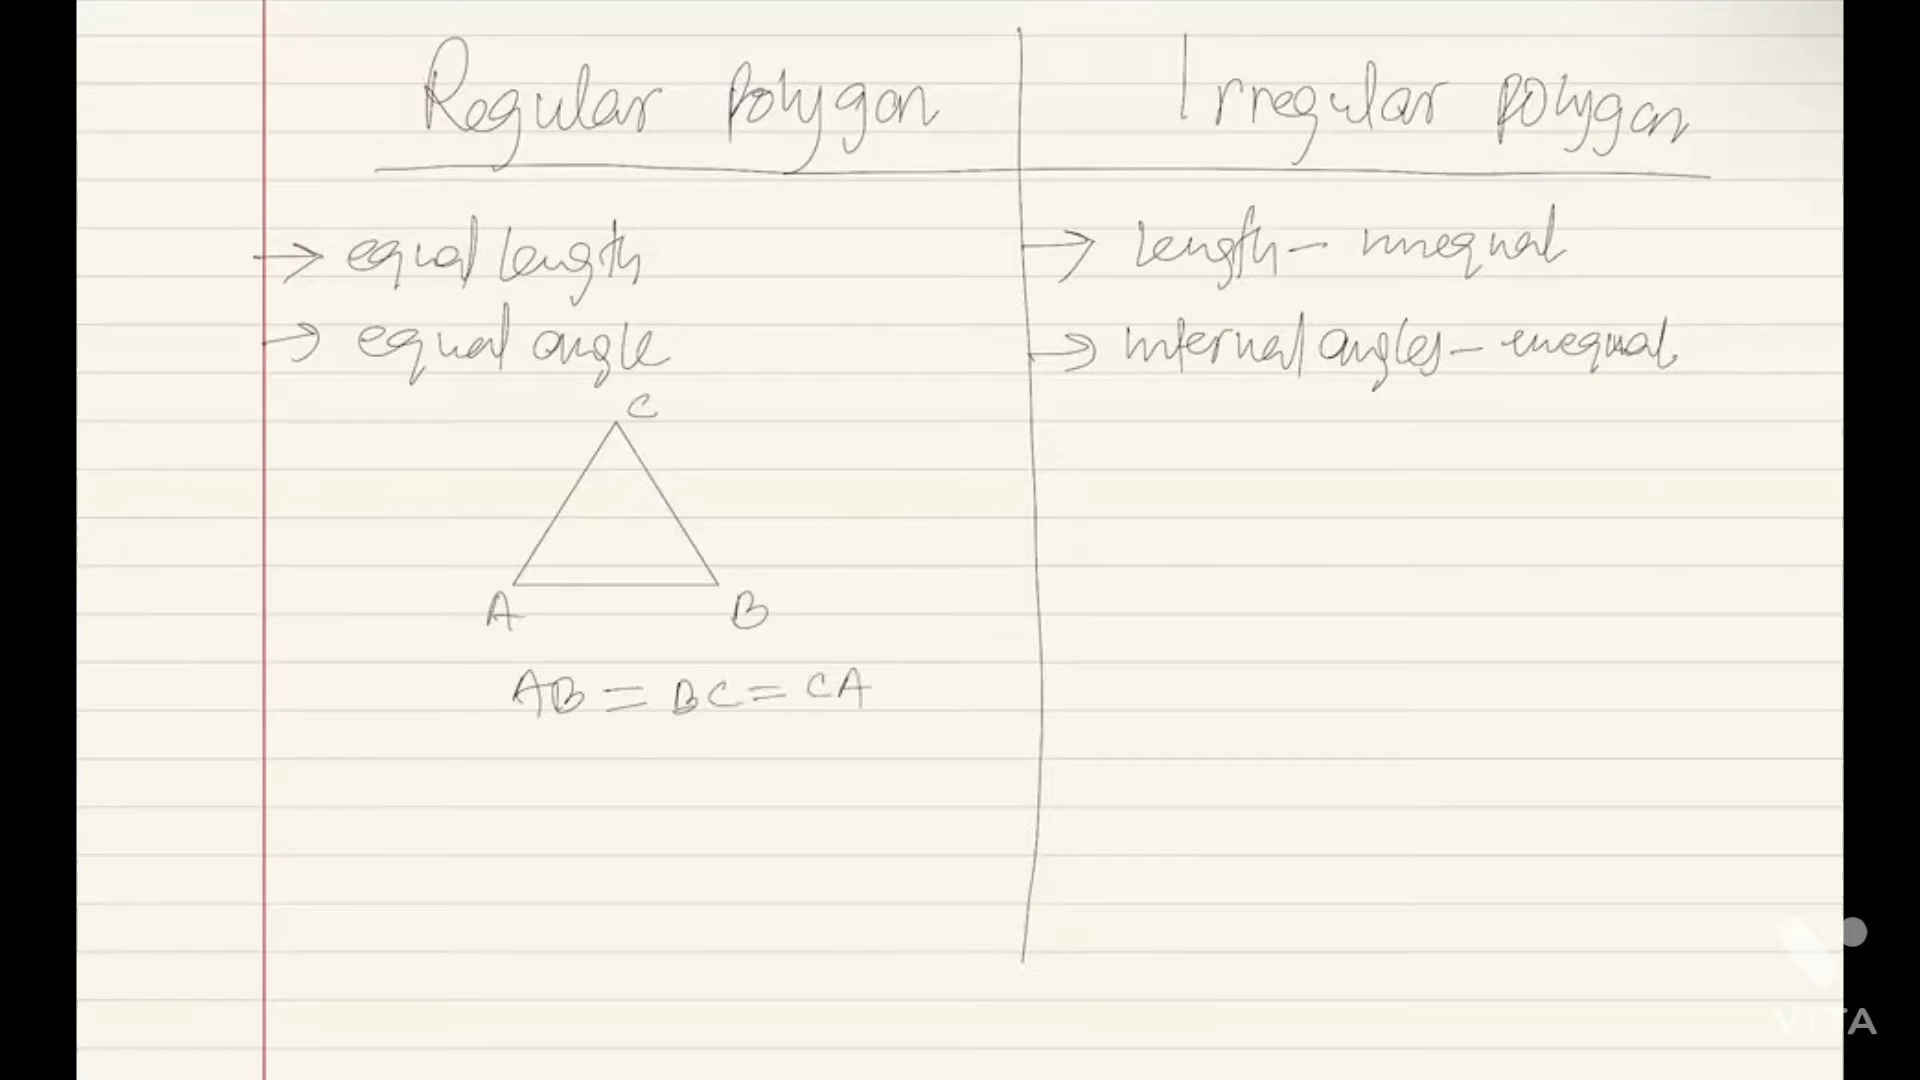 Regular polygon
Irregular polygon
→ equal length
→ equal angle
C
A
B
AB = BC = CA
→ length - unequal
→ internal angles - unequal
VITA